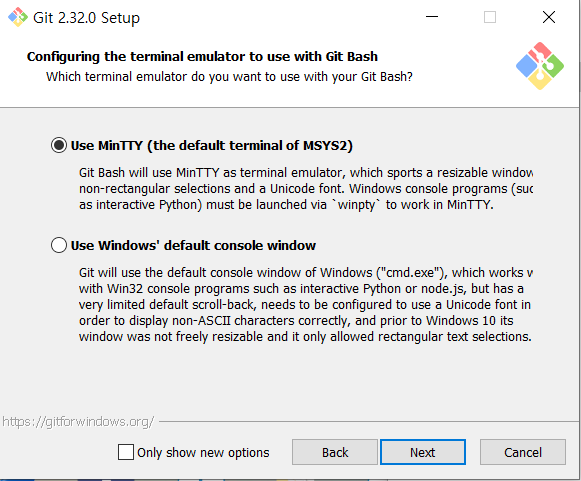 Git 2.32.0 Setup
Configuring the terminal emulator to use with Git Bash
Which terminal emulator do you want to use with your Git Bash?
Use MinTTY (the default terminal of MSYS2)
Git Bash will use MinTTY as terminal emulator, which sports a resizable window
non-rectangular selections and a Unicode font. Windows console programs (suc
as interactive Python) must be launched via `winpty` to work in MinTTY.
Use Windows' default console window
Git will use the default console window of Windows ("cmd.exe"), which works w
with Win32 console programs such as interactive Python or node.js, but has a
very limited default scroll-back, needs to be configured to use a Unicode font in
order to display non-ASCII characters correctly, and prior to Windows 10 its
window was not freely resizable and it only allowed rectangular text selections.
https://gitforwindows.org/
Only show new options
Back
Next
Cancel